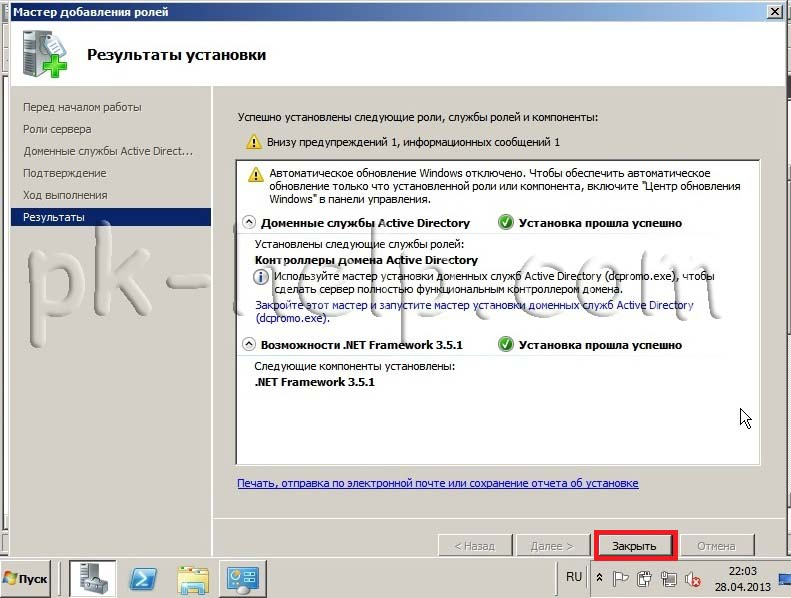 Мастер добавления ролей
Результаты установки
Перед началом работы
Роли сервера
Доменные службы Active Direct...
Подтверждение
Ход выполнения
Результаты
Успешно установлены следующие роли, службы ролей и компоненты:
Внизу предупреждений 1, информационных сообщений 1
Автоматическое обновление Windows отключено. Чтобы обеспечить автоматическое
обновление только что установленной роли или компонента, включите "Центр обновления
Windows" в панели управления.
Доменные службы Active Directory Установка прошла успешно
Установлены следующие службы ролей:
Контроллеры домена Active Directory
Используйте мастер установки доменных служб Active Directory (dcpromo.exe), чтобы
сделать сервер полностью функциональным контроллером домена.
Закройте этот мастер и запустите мастер установки доменных служб Active Directory
(dcpromo.exe).
Возможности .NET Framework 3.5.1 Установка прошла успешно
Следующие компоненты установлены:
.NET Framework 3.5.1
pk-help.com
Печать, отправка по электронной почте или сохранение отчета об установке
< Назад Далее > Закрыть Отмена
Пуск RU 22:03
28.04.2013